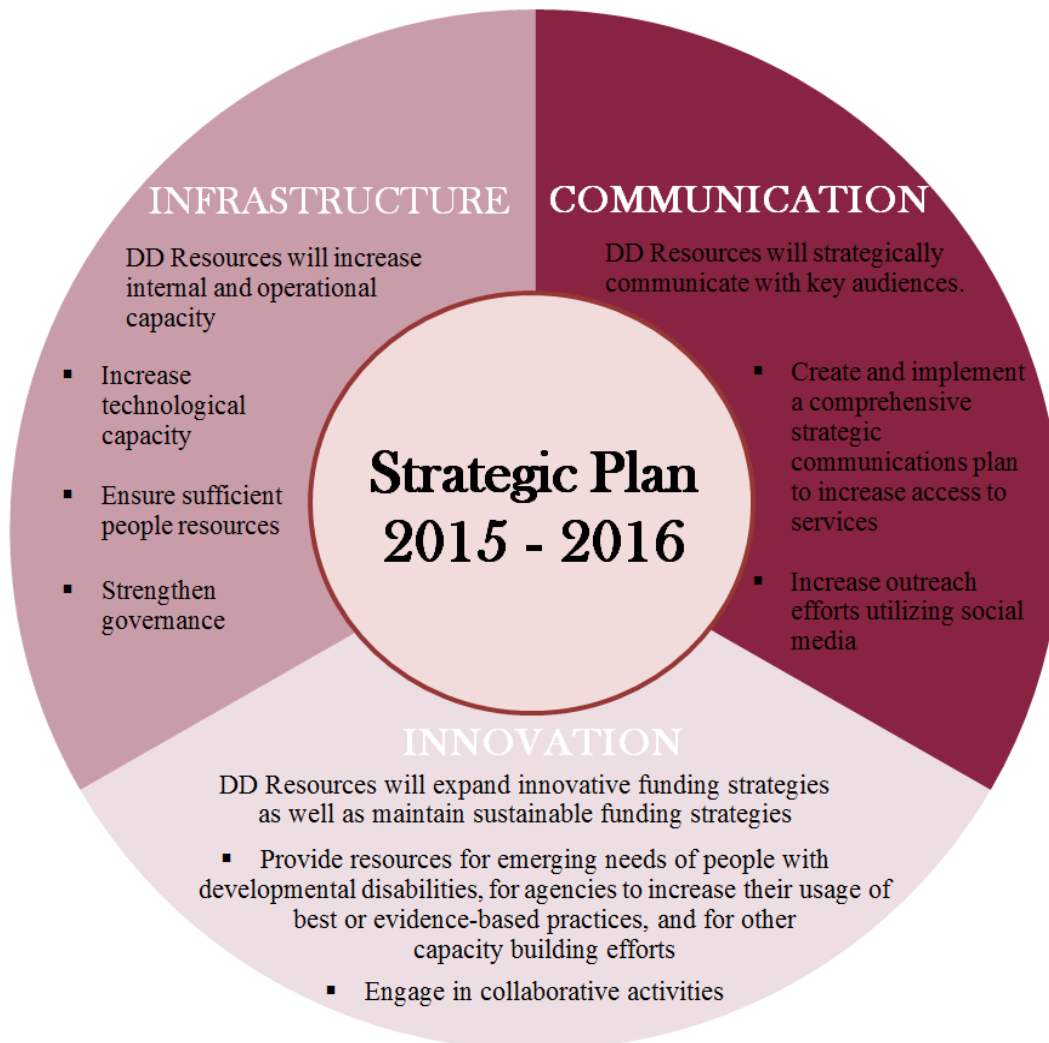 INFRASTRUCTURE
DD Resources will increase
internal and operational
capacity
▪ Increase
technological
capacity
▪ Ensure sufficient
people resources
▪ Strengthen
governance
COMMUNICATION
DD Resources will strategically
communicate with key audiences.
▪ Create and implement
a comprehensive
strategic
communications plan
to increase access to
services
▪ Increase outreach
efforts utilizing social
media
Strategic Plan
2015 - 2016
INNOVATION
DD Resources will expand innovative funding strategies
as well as maintain sustainable funding strategies
▪ Provide resources for emerging needs of people with
developmental disabilities, for agencies to increase their usage of
best or evidence-based practices, and for other
capacity building efforts
▪ Engage in collaborative activities